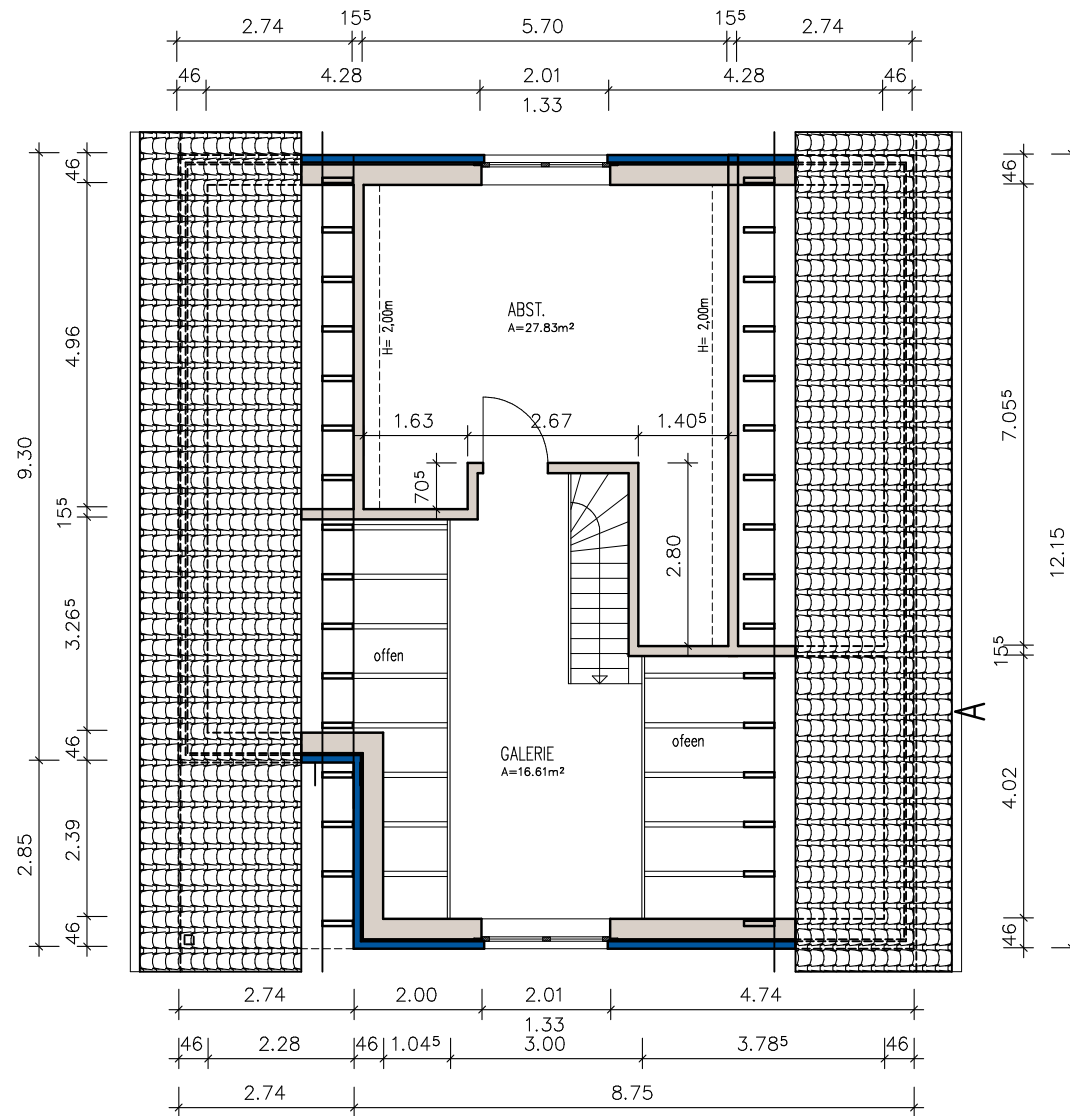 2.74 15⁵ 5.70 15⁵ 2.74
46 4.28 2.01 4.28 46
1.33
46
46
4.96
H= 2,00m
ABST.
A=27.83m²
H= 2,00m
7.05⁵
9.30
1.63 2.67 1.40⁵
70⁵
15⁵
2.80
12.15
3.26⁵
offen
15⁵
46
GALERIE
A=16.61m²
ofeen
A
4.02
2.85
2.39
46
46
2.74 2.00 2.01 4.74
1.33
46 2.28 46 1.04⁵ 3.00 3.78⁵ 46
2.74 8.75